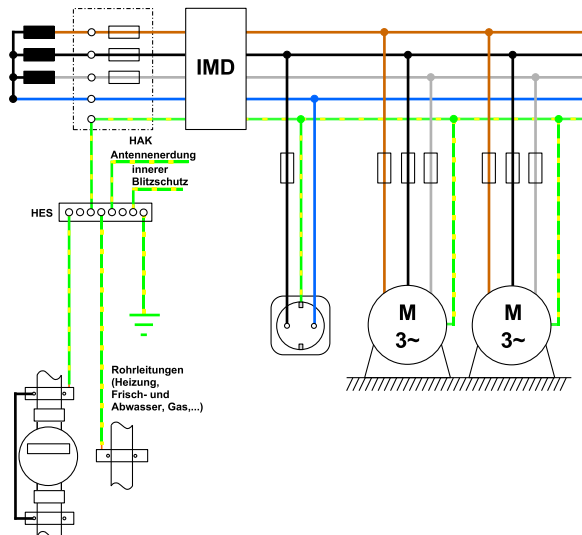 IMD
HAK
Antennenerdung
innerer
Blitzschutz
HES
M
3~
M
3~
Rohrleitungen
(Heizung,
Frisch- und
Abwasser, Gas,...)